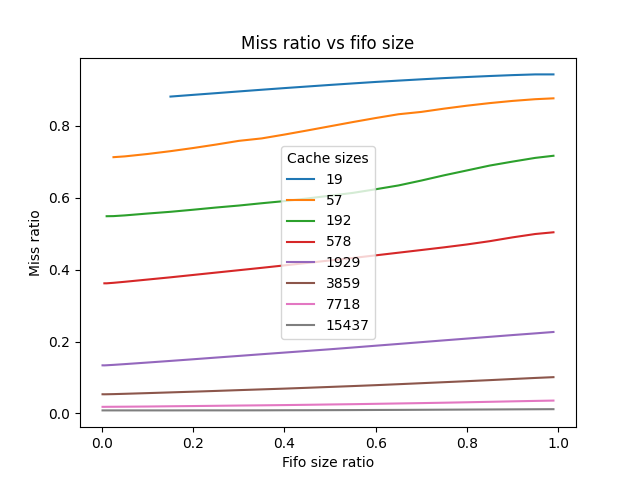 Miss ratio vs fifo size
Miss ratio
0.8
0.6
0.4
0.2
0.0
Cache sizes
19
57
192
578
1929
3859
7718
15437
0.0 0.2 0.4 0.6 0.8 1.0
Fifo size ratio